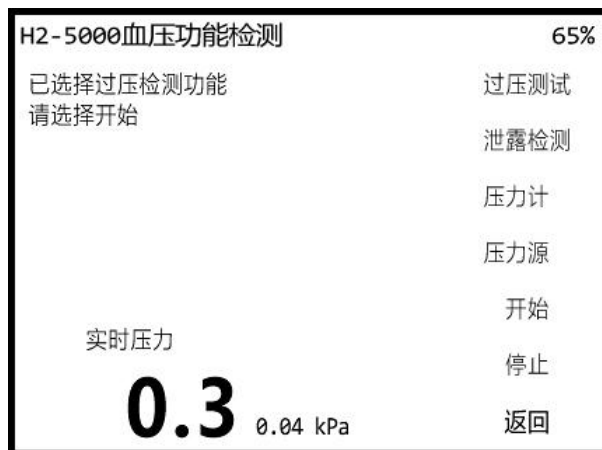 H2-5000血压功能检测 65%
已选择过压检测功能
请选择开始
过压测试
泄露检测
压力计
压力源
开始
停止
返回
实时压力
0.3 0.04 kPa